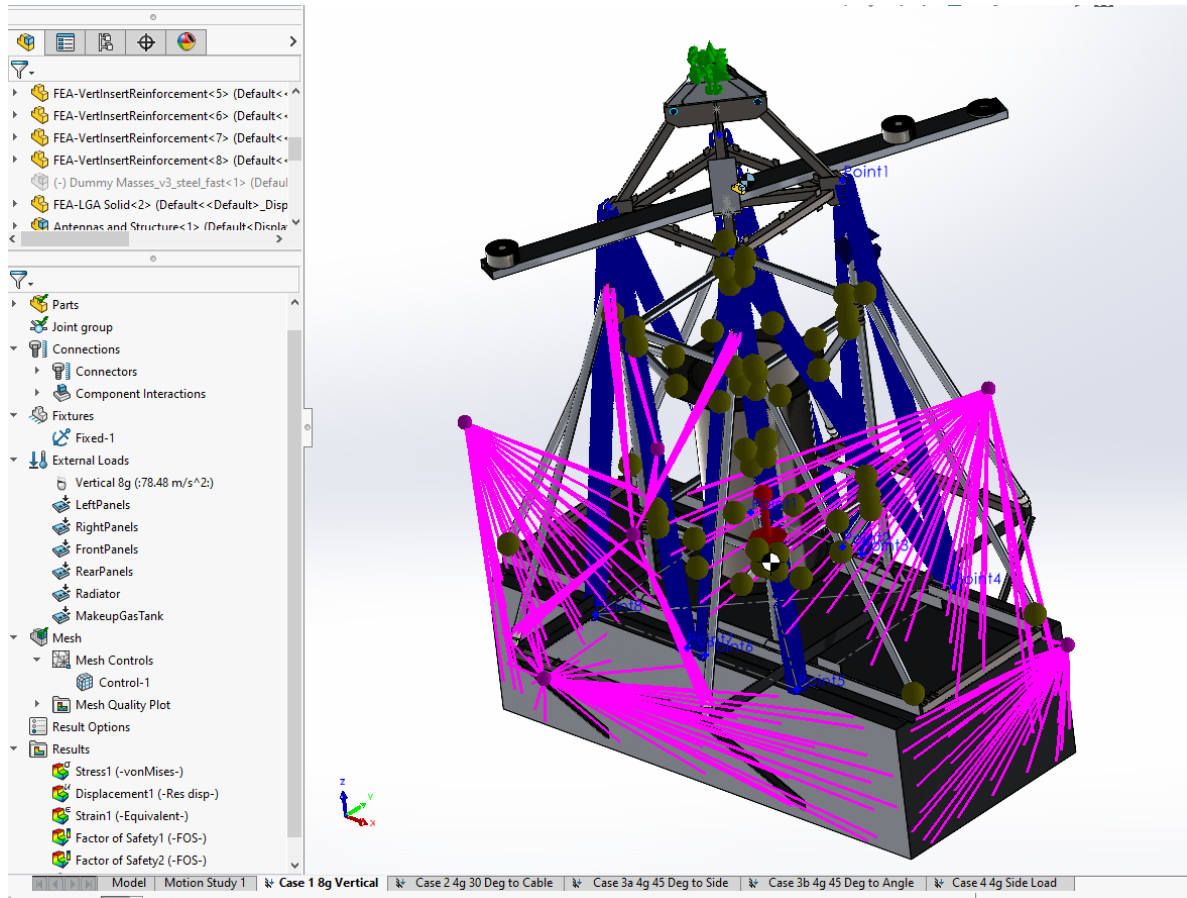 FEA-VertInsertReinforcement<5> (Default<
FEA-VertInsertReinforcement<6> (Default<
FEA-VertInsertReinforcement<7> (Default<
FEA-VertInsertReinforcement<8> (Default<
(-) Dummy Masses_v3_steel_fast<1> (Defaul
FEA-LGA Solid<2> (Default<<Default>_Disp
Antennas and Structure<1> (Default<Displa
Parts
Joint group
Connections
Connectors
Component Interactions
Fixtures
Fixed-1
External Loads
Vertical 8g (:78.48 m/s^2:)
LeftPanels
RightPanels
FrontPanels
RearPanels
Radiator
MakeupGasTank
Mesh
Mesh Controls
Control-1
Mesh Quality Plot
Result Options
Results
Stress1 (-vonMises-)
Displacement1 (-Res disp-)
Strain1 (-Equivalent-)
Factor of Safety1 (-FOS-)
Factor of Safety2 (-FOS-)
Point1
Point3
Point4
Point8
Point7
Point6
Point5
z
Y
X
Model
Motion Study 1
Case 1 8g Vertical
Case 2 4g 30 Deg to Cable
Case 3a 4g 45 Deg to Side
Case 3b 4g 45 Deg to Angle
Case 4 4g Side Load